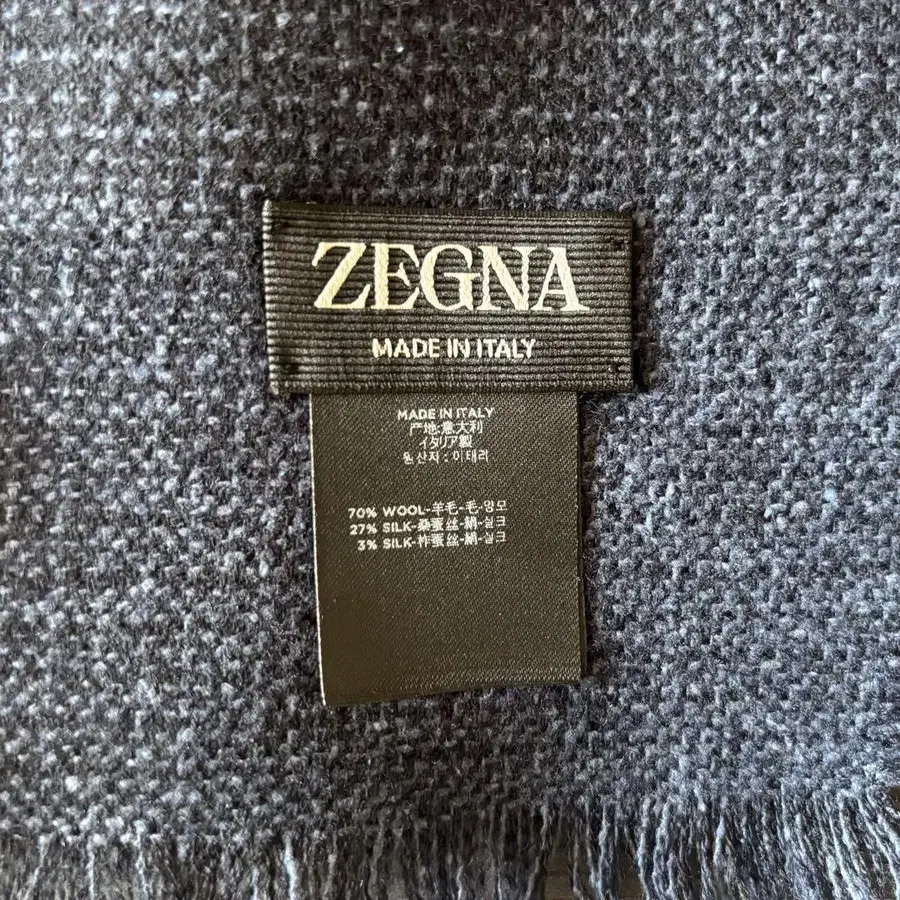 ZEGNA
MADE IN ITALY
MADE IN ITALY
产地:意大利
イタリア製
원산지 : 이태리
70% WOOL-羊毛-毛-양모
27% SILK-桑蚕丝-絹-실크
3% SILK-柞蚕丝-絹-실크